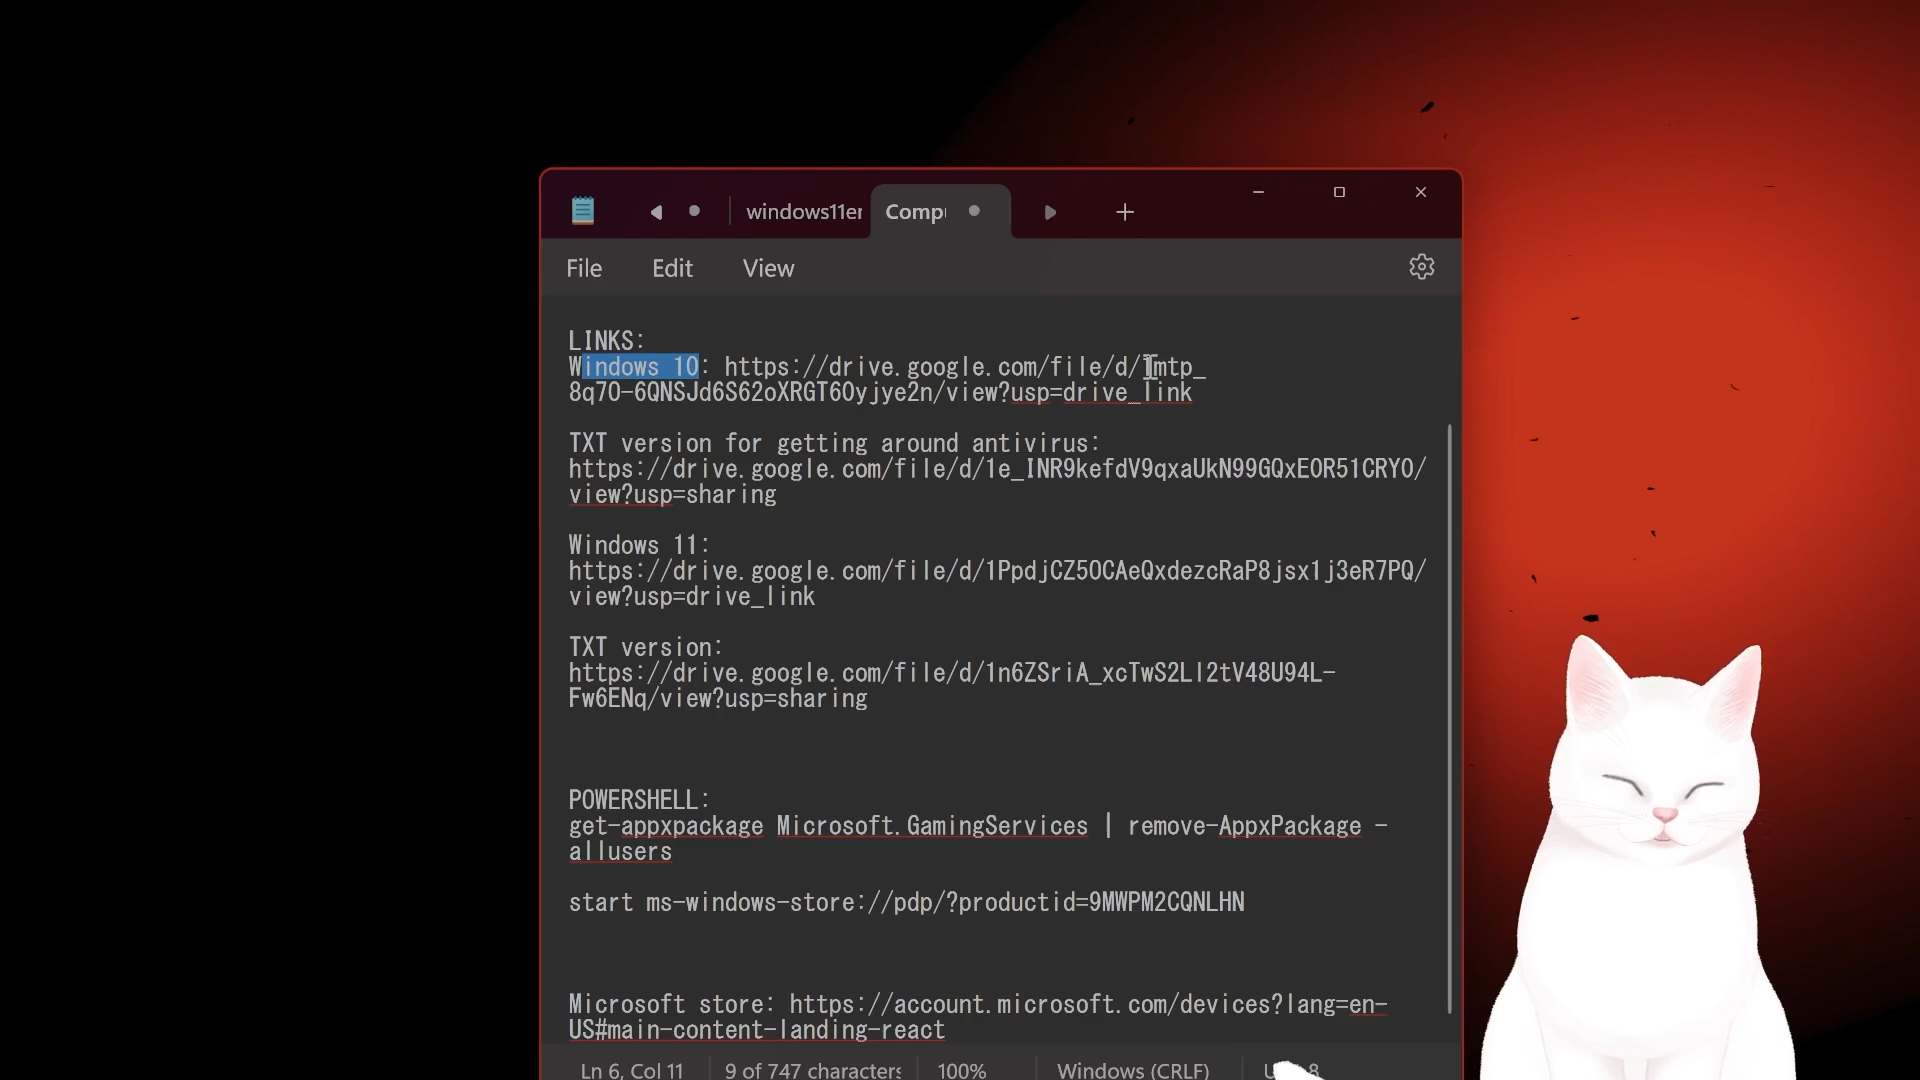 windows11er Compu
File Edit View
LINKS:
Windows 10: https://drive.google.com/file/d/1mtp_
8q70-6QNSJd6S62oXRGT6Oyjye2n/view?usp=drive_link
TXT version for getting around antivirus:
https://drive.google.com/file/d/1e_INR9kefdV9qxaUkN99GQxEOR51CRYO/
view?usp=sharing
Windows 11:
https://drive.google.com/file/d/1PpdjCZ5OCAeQxdezcRaP8jsx1j3eR7PQ/
view?usp=drive_link
TXT version:
https://drive.google.com/file/d/1n6ZSriA_xcTwS2Ll2tV48U94L-
Fw6ENq/view?usp=sharing
POWERSHELL:
get-appxpackage Microsoft.GamingServices | remove-AppxPackage -
allusers
start ms-windows-store://pdp/?productid=9MWPM2CQNLHN
Microsoft store: https://account.microsoft.com/devices?lang=en-
US#main-content-landing-react
Ln 6, Col 11 9 of 747 characters 100% Windows (CRLF)